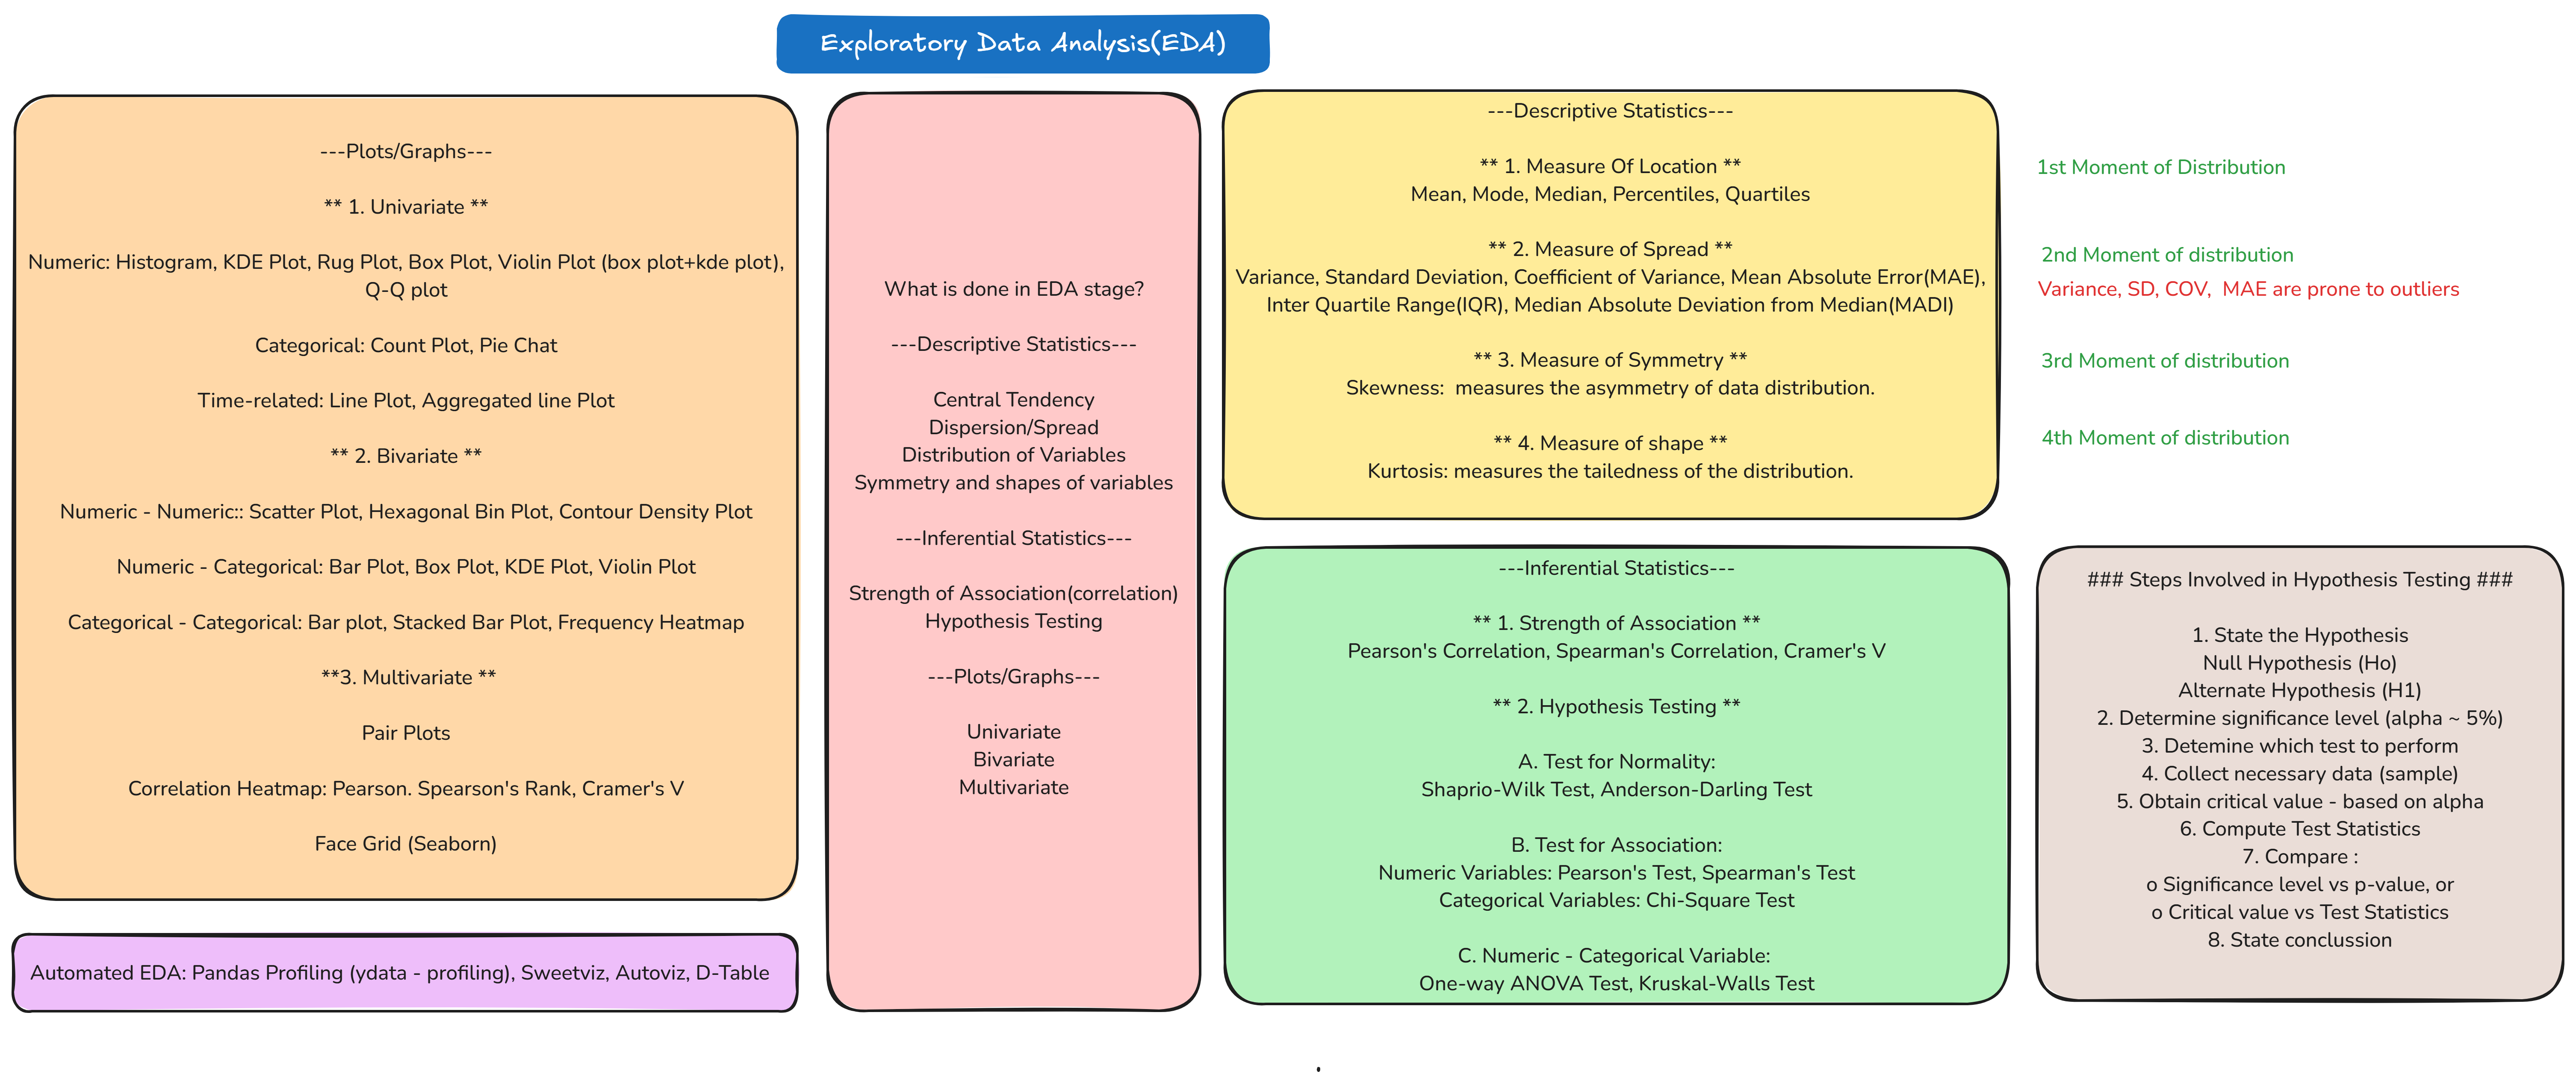 Exploratory Data Analysis(EDA)
---Plots/Graphs---
** 1. Univariate **
Numeric: Histogram, KDE Plot, Rug Plot, Box Plot, Violin Plot (box plot+kde plot),
Q-Q plot
Categorical: Count Plot, Pie Chat
Time-related: Line Plot, Aggregated line Plot
** 2. Bivariate **
Numeric - Numeric:: Scatter Plot, Hexagonal Bin Plot, Contour Density Plot
Numeric - Categorical: Bar Plot, Box Plot, KDE Plot, Violin Plot
Categorical - Categorical: Bar plot, Stacked Bar Plot, Frequency Heatmap
**3. Multivariate **
Pair Plots
Correlation Heatmap: Pearson. Spearson's Rank, Cramer's V
Face Grid (Seaborn)
Automated EDA: Pandas Profiling (ydata - profiling), Sweetviz, Autoviz, D-Table
What is done in EDA stage?
---Descriptive Statistics---
Central Tendency
Dispersion/Spread
Distribution of Variables
Symmetry and shapes of variables
---Inferential Statistics---
Strength of Association(correlation)
Hypothesis Testing
---Plots/Graphs---
Univariate
Bivariate
Multivariate
---Descriptive Statistics---
** 1. Measure Of Location **
Mean, Mode, Median, Percentiles, Quartiles
** 2. Measure of Spread **
Variance, Standard Deviation, Coefficient of Variance, Mean Absolute Error(MAE),
Inter Quartile Range(IQR), Median Absolute Deviation from Median(MADI)
** 3. Measure of Symmetry **
Skewness:  measures the asymmetry of data distribution.
** 4. Measure of shape **
Kurtosis: measures the tailedness of the distribution.
1st Moment of Distribution
2nd Moment of distribution
Variance, SD, COV,  MAE are prone to outliers
3rd Moment of distribution
4th Moment of distribution
---Inferential Statistics---
** 1. Strength of Association **
Pearson's Correlation, Spearman's Correlation, Cramer's V
** 2. Hypothesis Testing **
A. Test for Normality:
Shaprio-Wilk Test, Anderson-Darling Test
B. Test for Association:
Numeric Variables: Pearson's Test, Spearman's Test
Categorical Variables: Chi-Square Test
C. Numeric - Categorical Variable:
One-way ANOVA Test, Kruskal-Walls Test
### Steps Involved in Hypothesis Testing ###
1. State the Hypothesis
Null Hypothesis (Ho)
Alternate Hypothesis (H1)
2. Determine significance level (alpha ~ 5%)
3. Detemine which test to perform
4. Collect necessary data (sample)
5. Obtain critical value - based on alpha
6. Compute Test Statistics
7. Compare :
o Significance level vs p-value, or
o Critical value vs Test Statistics
8. State conclussion